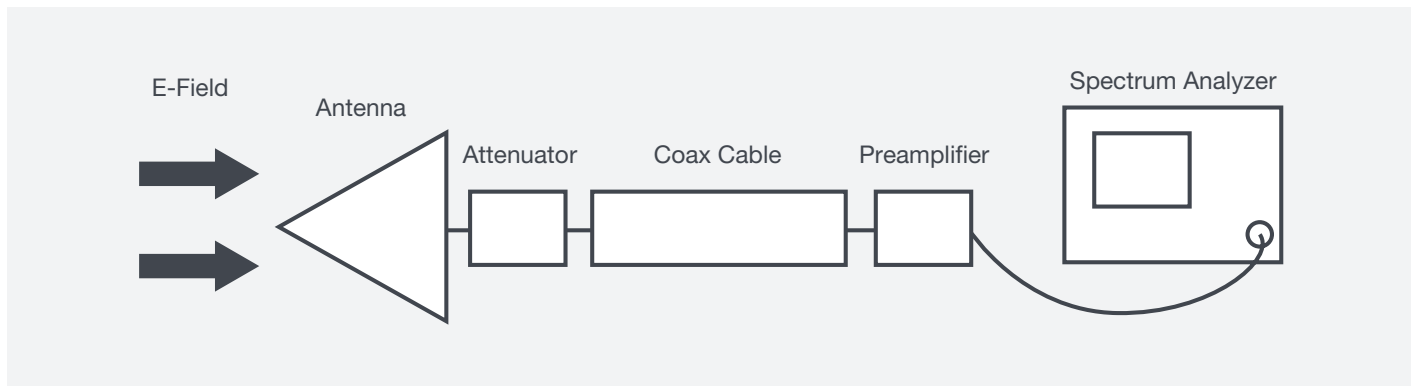 E-Field
Antenna
Attenuator
Coax Cable
Preamplifier
Spectrum Analyzer